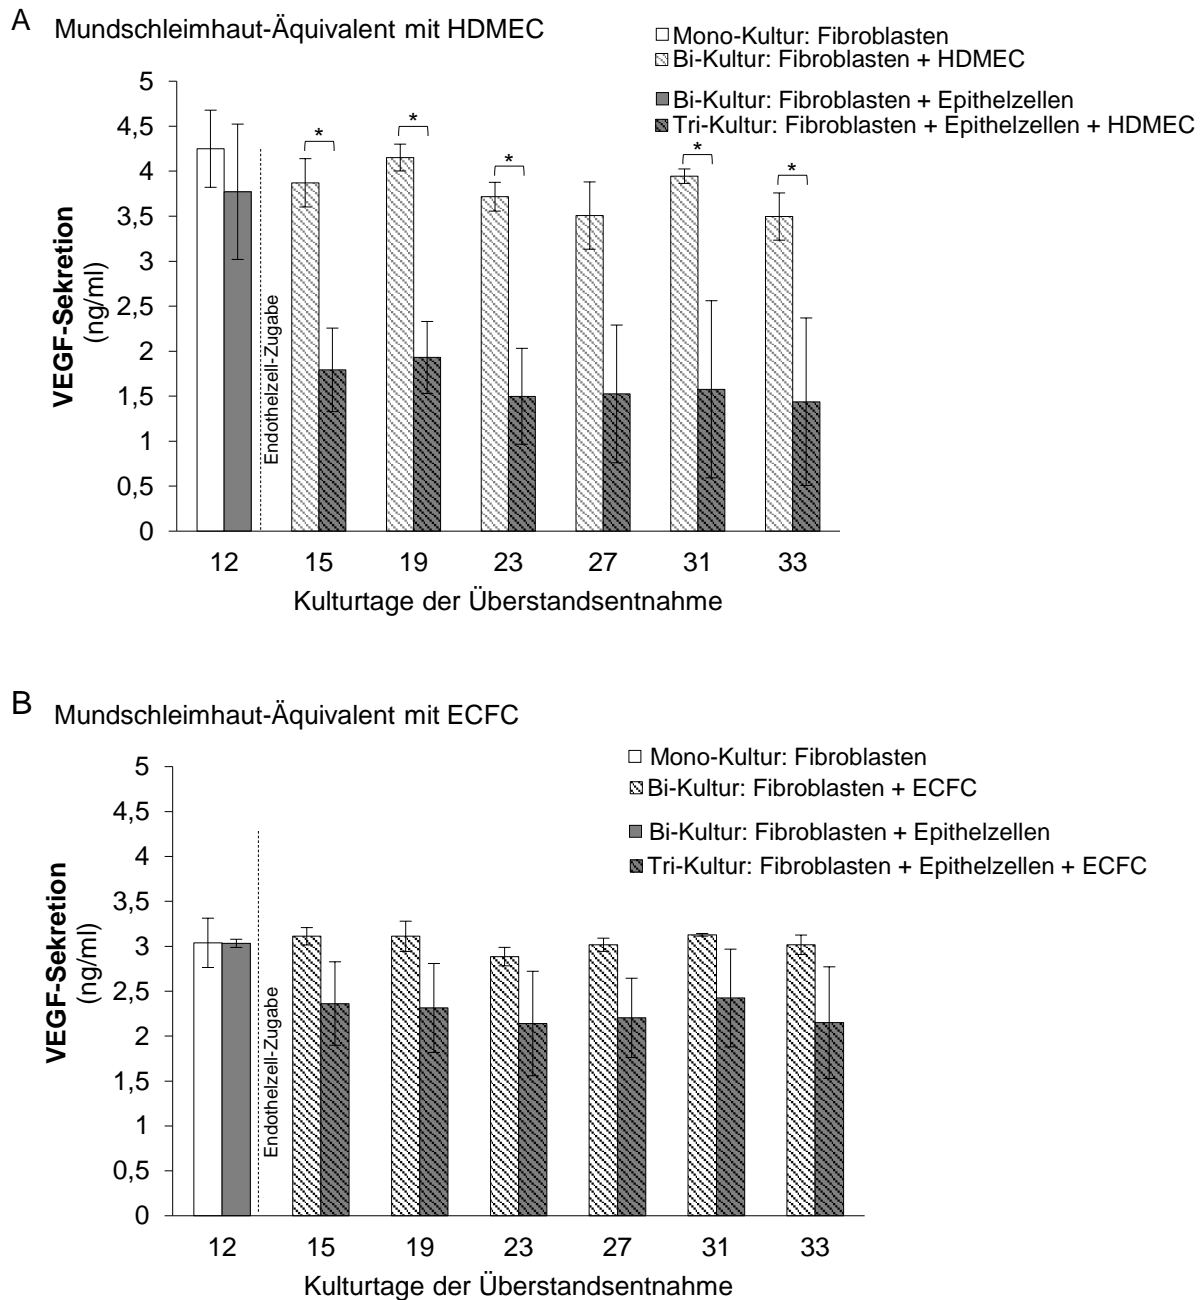 A Mundschleimhaut-Äquivalent mit HDMEC
Mono-Kultur: Fibroblasten
Bi-Kultur: Fibroblasten + HDMEC
Bi-Kultur: Fibroblasten + Epithelzellen
Tri-Kultur: Fibroblasten + Epithelzellen + HDMEC
VEGF-Sekretion
(ng/ml)
5
4,5
4
3,5
3
2,5
2
1,5
1
0,5
0
Endothelzell-Zugabe
* * * * *
12 15 19 23 27 31 33
Kulturtage der Überstandsentnahme
B Mundschleimhaut-Äquivalent mit ECFC
Mono-Kultur: Fibroblasten
Bi-Kultur: Fibroblasten + ECFC
Bi-Kultur: Fibroblasten + Epithelzellen
Tri-Kultur: Fibroblasten + Epithelzellen + ECFC
VEGF-Sekretion
(ng/ml)
5
4,5
4
3,5
3
2,5
2
1,5
1
0,5
0
Endothelzell-Zugabe
12 15 19 23 27 31 33
Kulturtage der Überstandsentnahme